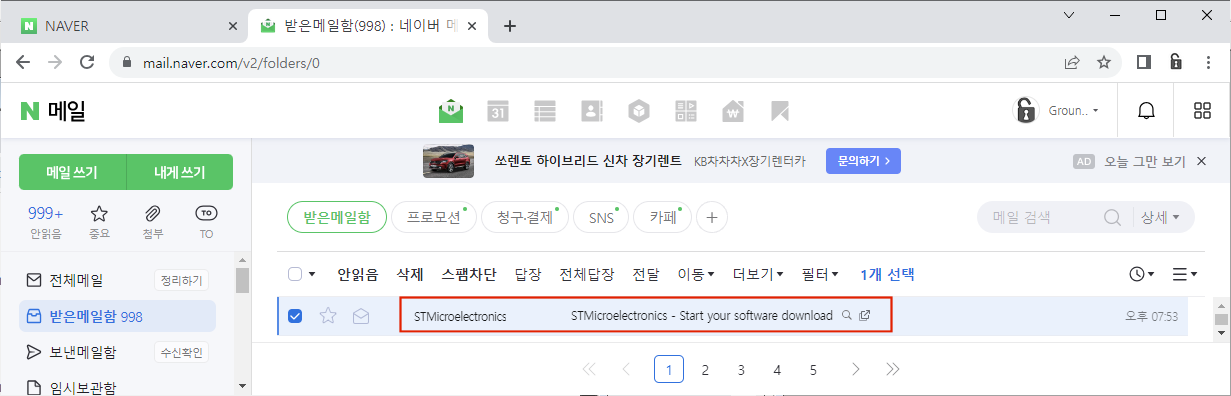 NAVER
받은메일함(998) : 네이버 메
mail.naver.com/v2/folders/0
N 메일
31
Groun..
메일 쓰기 내게 쓰기
쏘렌토 하이브리드 신차 장기렌트 KB차차차X장기렌터카 문의하기 >
AD 오늘 그만 보기
999+
안읽음 중요 첨부 TO
받은메일함 프로모션 청구·결제 SNS 카페 +
메일 검색 상세
전체메일 정리하기
안읽음 삭제 스팸차단 답장 전체답장 전달 이동 더보기 필터 1개 선택
받은메일함 998
STMicroelectronics STMicroelectronics - Start your software download 오후 07:53
보낸메일함 수신확인
1 2 3 4 5
임시보관함